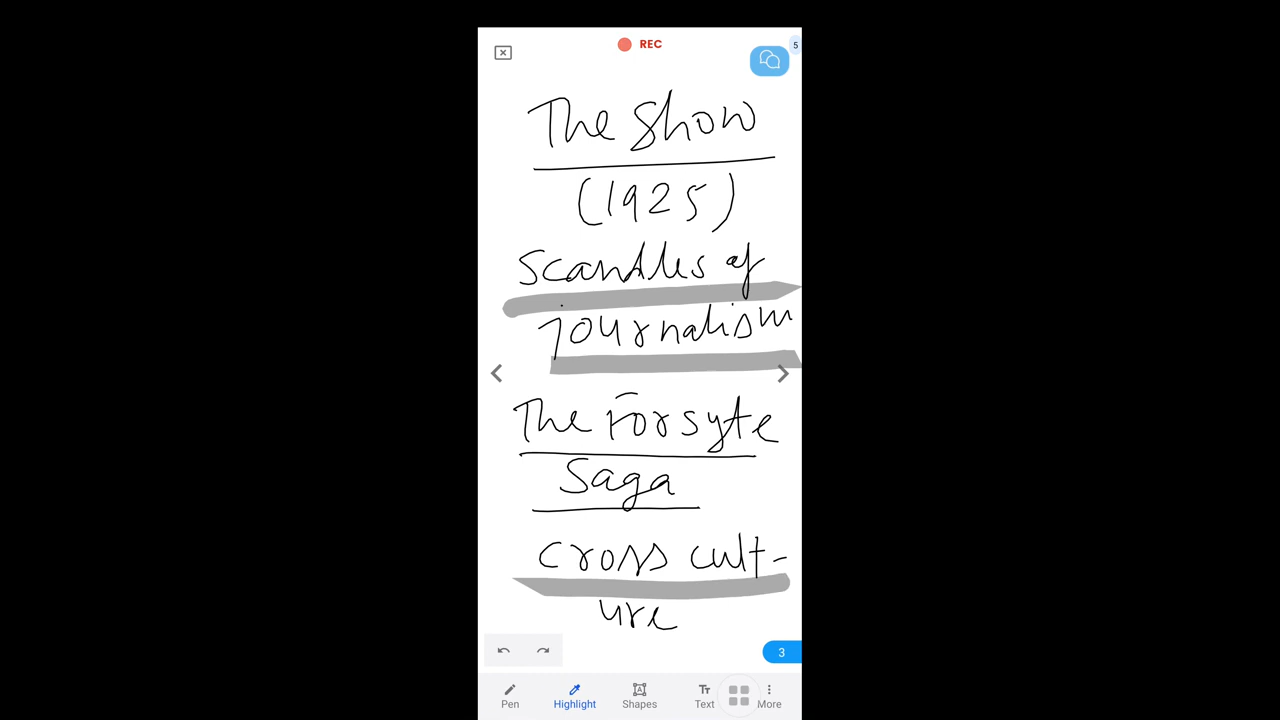 REC
5
The Show
(1925)
Scandles of
journalism
The Forsyte
Saga
cross cult-
ure
3
Pen Highlight Shapes Text More